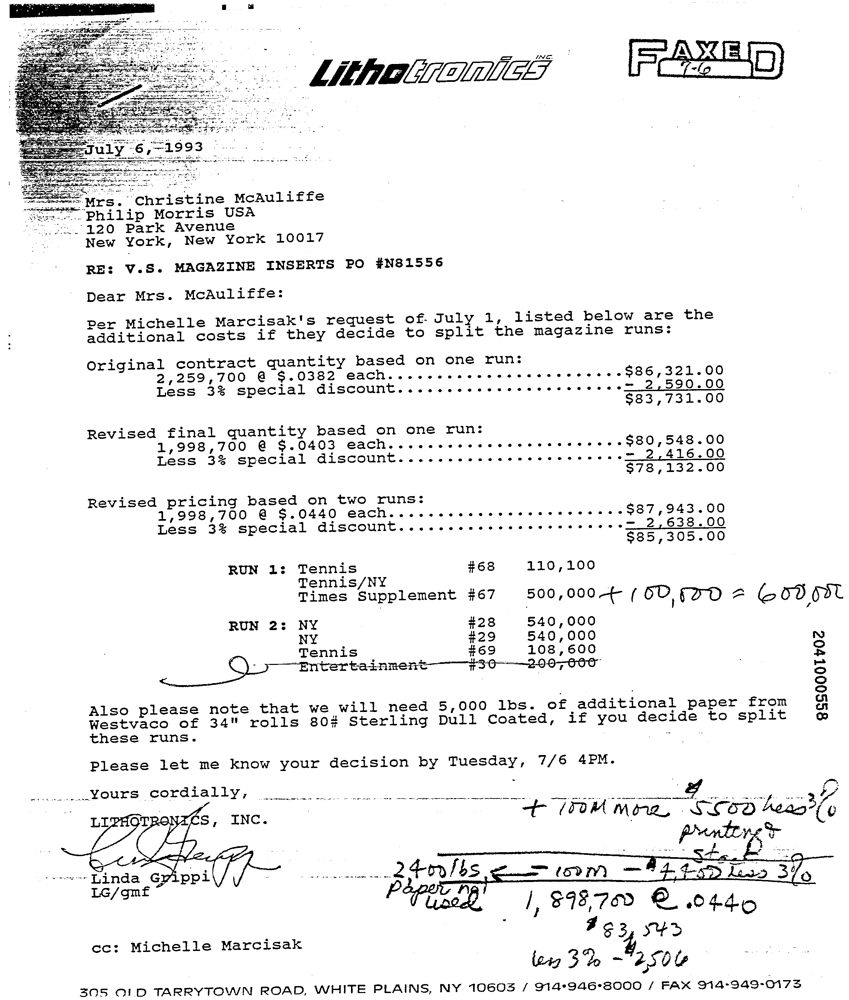 Lithotronics INC.
FAXED
7-6
July 6, 1993
Mrs. Christine McAuliffe
Philip Morris USA
120 Park Avenue
New York, New York 10017
RE: V.S. MAGAZINE INSERTS PO #N81556
Dear Mrs. McAuliffe:
Per Michelle Marcisak's request of July 1, listed below are the
additional costs if they decide to split the magazine runs:
Original contract quantity based on one run:
2,259,700 @ $.0382 each.........................$86,321.00
Less 3% special discount........................- 2,590.00
$83,731.00
Revised final quantity based on one run:
1,998,700 @ $.0403 each.........................$80,548.00
Less 3% special discount........................- 2,416.00
$78,132.00
Revised pricing based on two runs:
1,998,700 @ $.0440 each.........................$87,943.00
Less 3% special discount........................- 2,638.00
$85,305.00
RUN 1: Tennis #68 110,100
Tennis/NY
Times Supplement #67 500,000 + 100,000 = 600,000
RUN 2: NY #28 540,000
NY #29 540,000
Tennis #69 108,600
Entertainment #30 200,000
2041000558
Also please note that we will need 5,000 lbs. of additional paper from
Westvaco of 34" rolls 80# Sterling Dull Coated, if you decide to split
these runs.
Please let me know your decision by Tuesday, 7/6 4PM.
Yours cordially,
LITHOTRONICS, INC.
Linda Grippi
LG/gmf
+ 100M more $5500 less 3%
printing &
2400 lbs. ← - 100M - $4,400 less 3%
paper not
used
1,898,700 @ .0440
$83,543
less 3% - $2,506
cc: Michelle Marcisak
305 OLD TARRYTOWN ROAD, WHITE PLAINS, NY 10603 / 914•946•8000 / FAX 914-949-0173